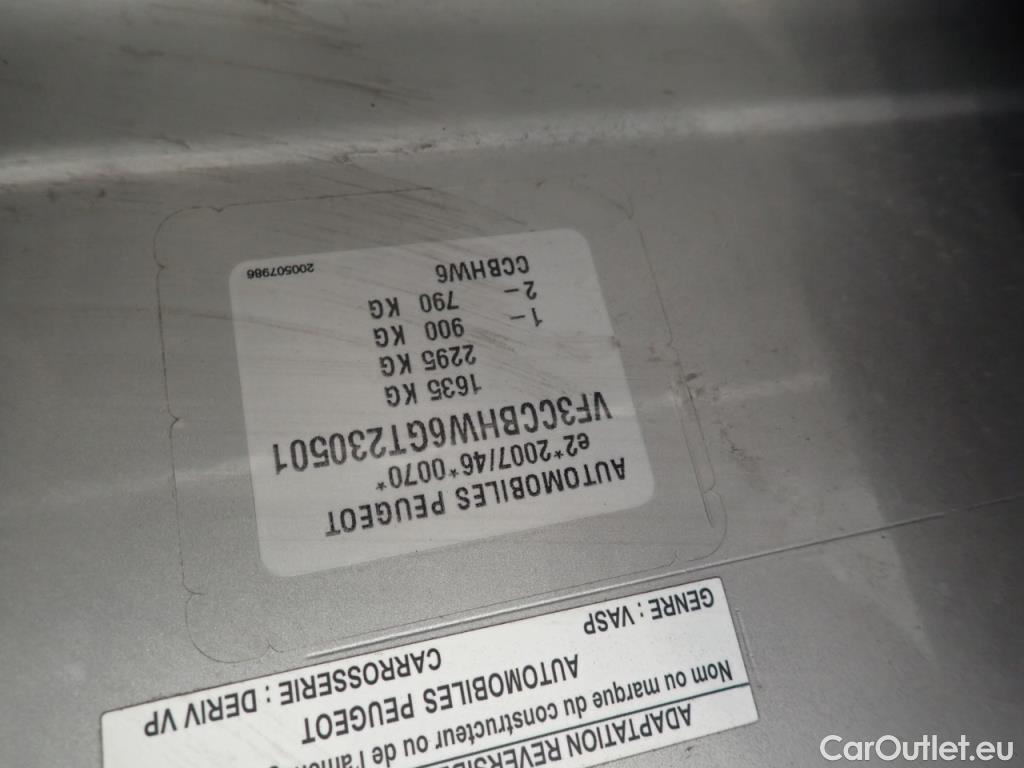 ADAPTATION
Nom ou marque du constructeur ou de
AUTOMOBILES PEUGEOT
GENRE : VASP CARROSSERIE : DERIV VP
AUTOMOBILES PEUGEOT
e2*2007/46*0070*
VF3CCBHW6GT230501
1635 KG
2295 KG
1- 900 KG
2- 790 KG
CCBHW6 200507986
CarOutlet.eu